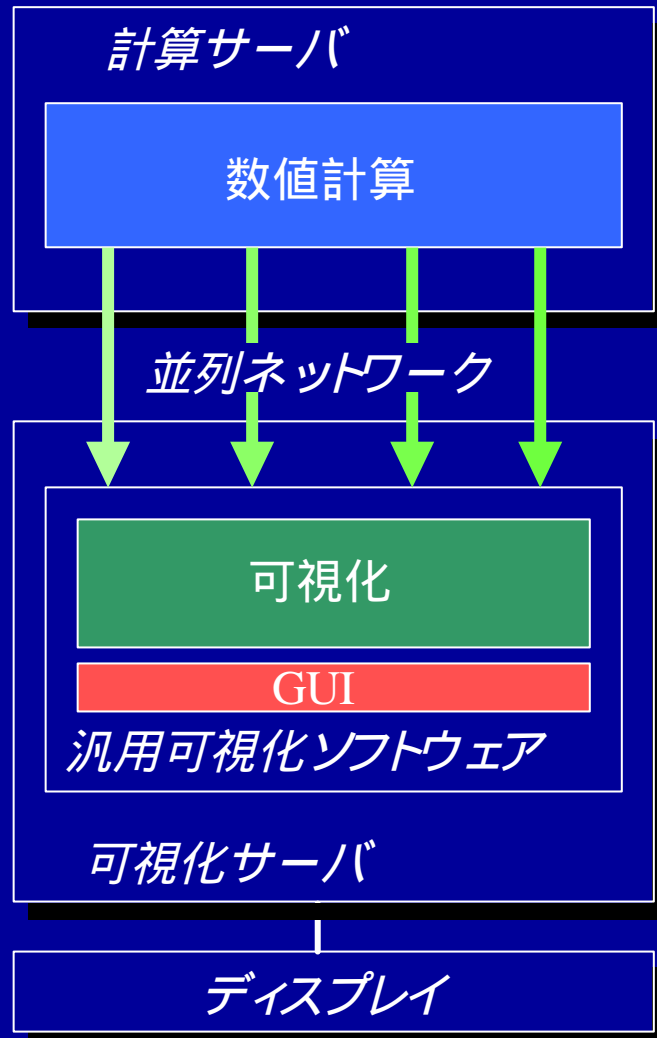 計算サーバ
数値計算
並列ネットワーク
可視化
GUI
汎用可視化ソフトウェア
可視化サーバ
ディスプレイ